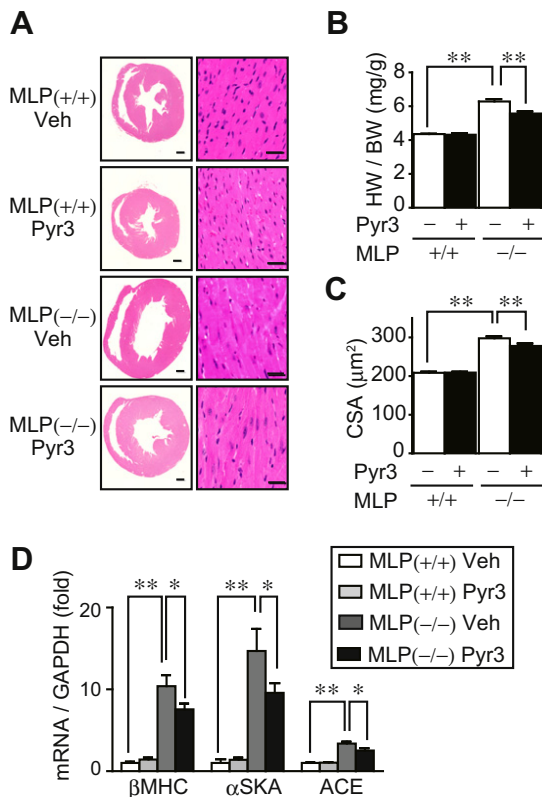 A
MLP(+/+)
Veh
MLP(+/+)
Pyr3
MLP(−/−)
Veh
MLP(−/−)
Pyr3
B
HW / BW (mg/g)
8
6
4
2
0
** **
Pyr3 − + − +
MLP +/+ −/−
C
CSA (μm²)
300
200
100
0
** **
Pyr3 − + − +
MLP +/+ −/−
D
mRNA / GAPDH (fold)
20
10
0
** * ** * ** *
βMHC αSKA ACE
MLP(+/+) Veh
MLP(+/+) Pyr3
MLP(−/−) Veh
MLP(−/−) Pyr3